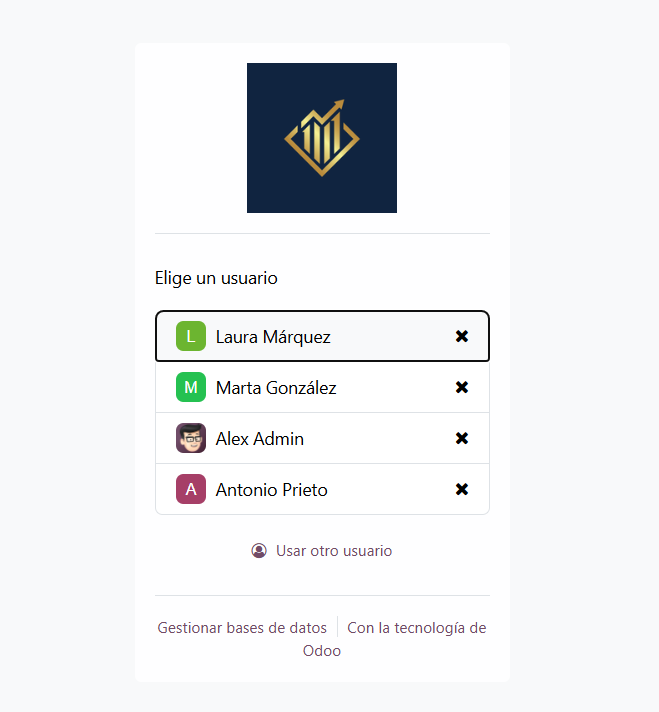 Elige un usuario
L Laura Márquez ✖
M Marta González ✖
Alex Admin ✖
A Antonio Prieto ✖
Usar otro usuario
Gestionar bases de datos | Con la tecnología de
Odoo